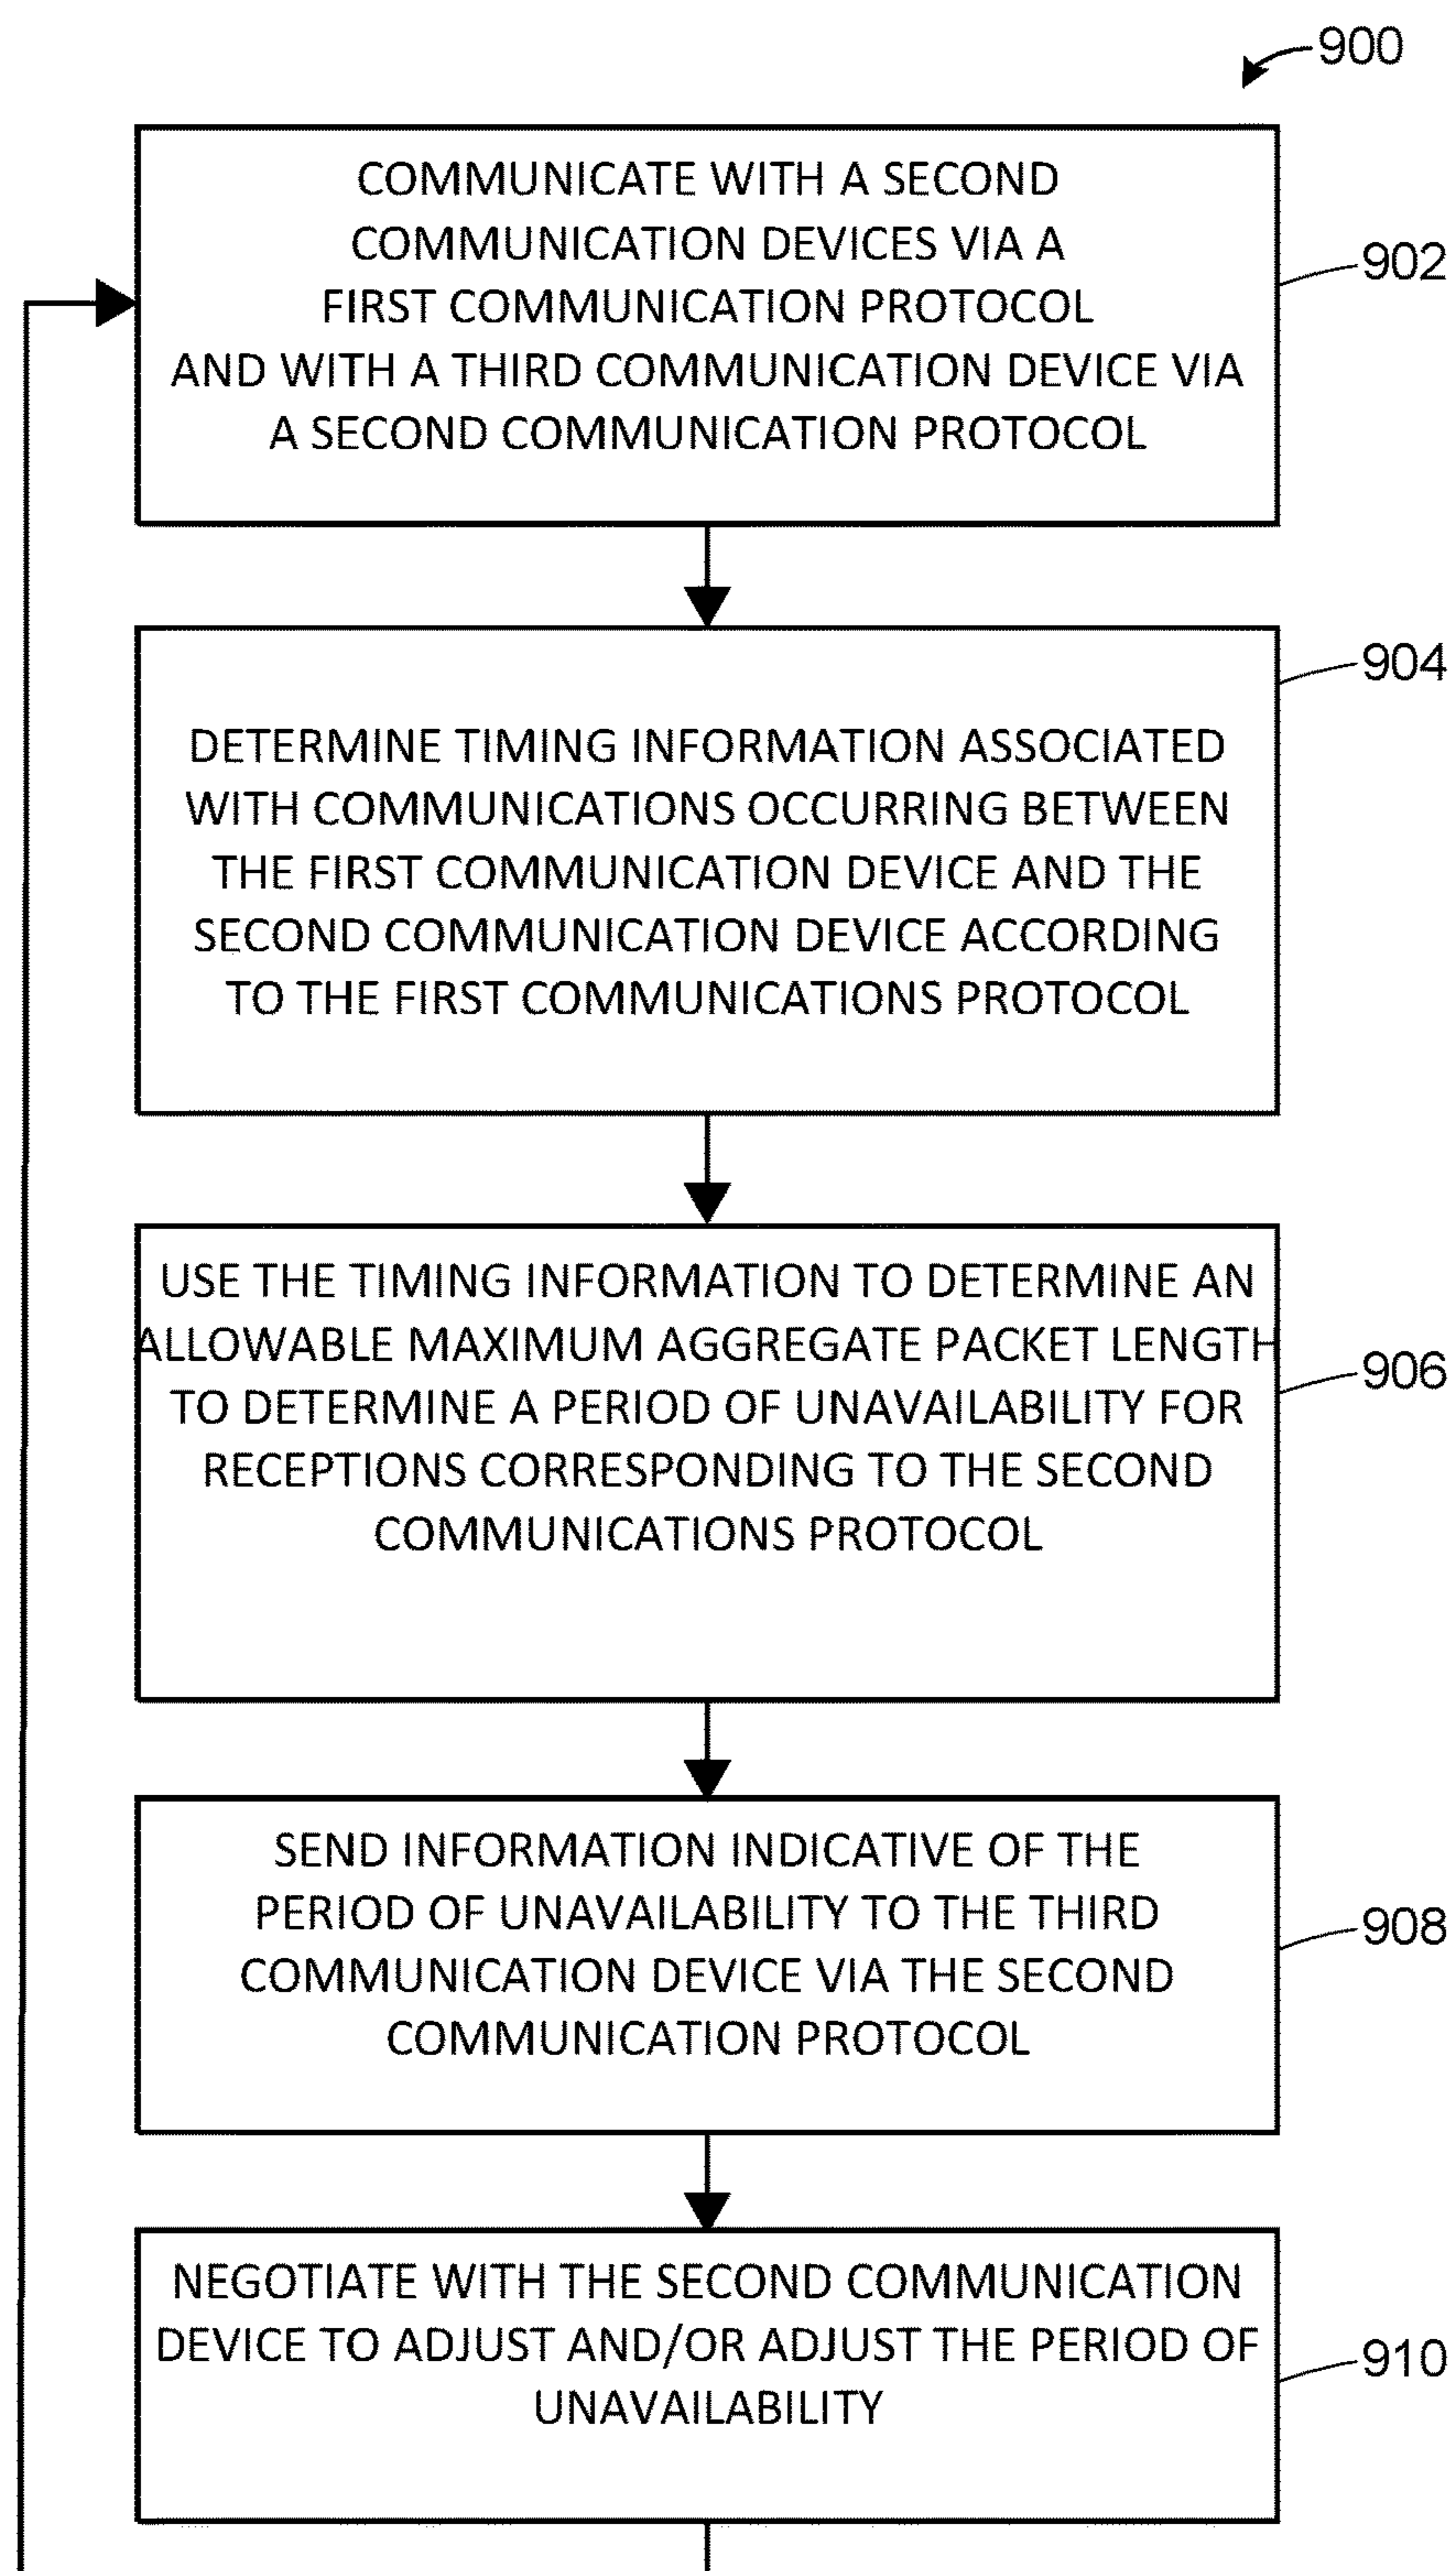 900
COMMUNICATE WITH A SECOND
COMMUNICATION DEVICES VIA A
FIRST COMMUNICATION PROTOCOL
AND WITH A THIRD COMMUNICATION DEVICE VIA
A SECOND COMMUNICATION PROTOCOL
902
DETERMINE TIMING INFORMATION ASSOCIATED
WITH COMMUNICATIONS OCCURRING BETWEEN
THE FIRST COMMUNICATION DEVICE AND THE
SECOND COMMUNICATION DEVICE ACCORDING
TO THE FIRST COMMUNICATIONS PROTOCOL
904
USE THE TIMING INFORMATION TO DETERMINE AN
ALLOWABLE MAXIMUM AGGREGATE PACKET LENGTH
TO DETERMINE A PERIOD OF UNAVAILABILITY FOR
RECEPTIONS CORRESPONDING TO THE SECOND
COMMUNICATIONS PROTOCOL
906
SEND INFORMATION INDICATIVE OF THE
PERIOD OF UNAVAILABILITY TO THE THIRD
COMMUNICATION DEVICE VIA THE SECOND
COMMUNICATION PROTOCOL
908
NEGOTIATE WITH THE SECOND COMMUNICATION
DEVICE TO ADJUST AND/OR ADJUST THE PERIOD OF
UNAVAILABILITY
910